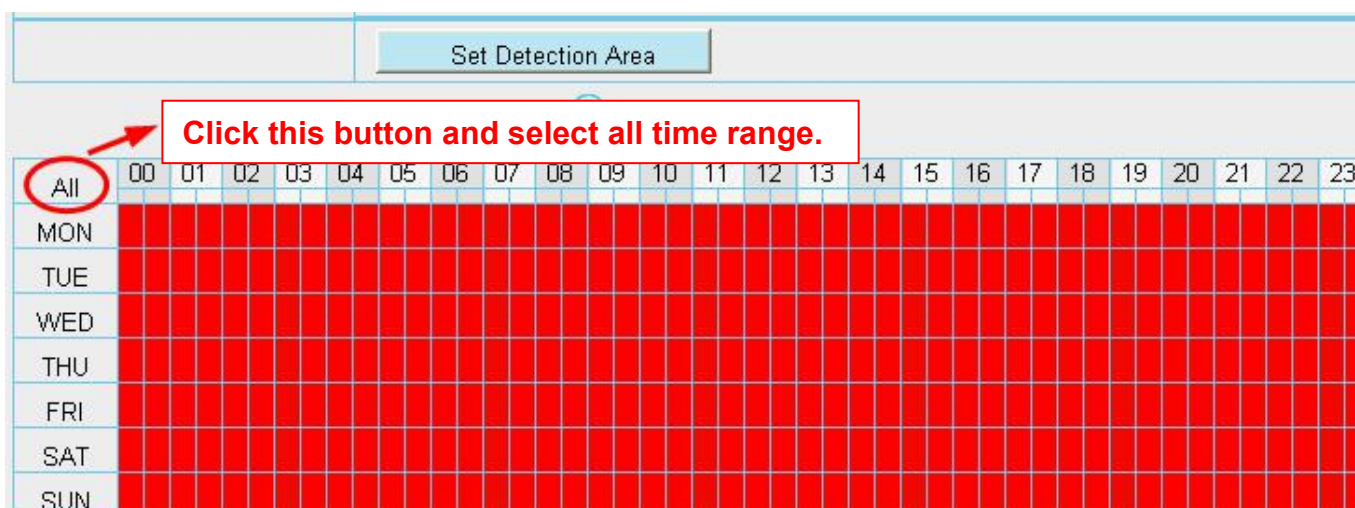 Set Detection Area
Click this button and select all time range.
All 00 01 02 03 04 05 06 07 08 09 10 11 12 13 14 15 16 17 18 19 20 21 22 23
MON
TUE
WED
THU
FRI
SAT
SUN